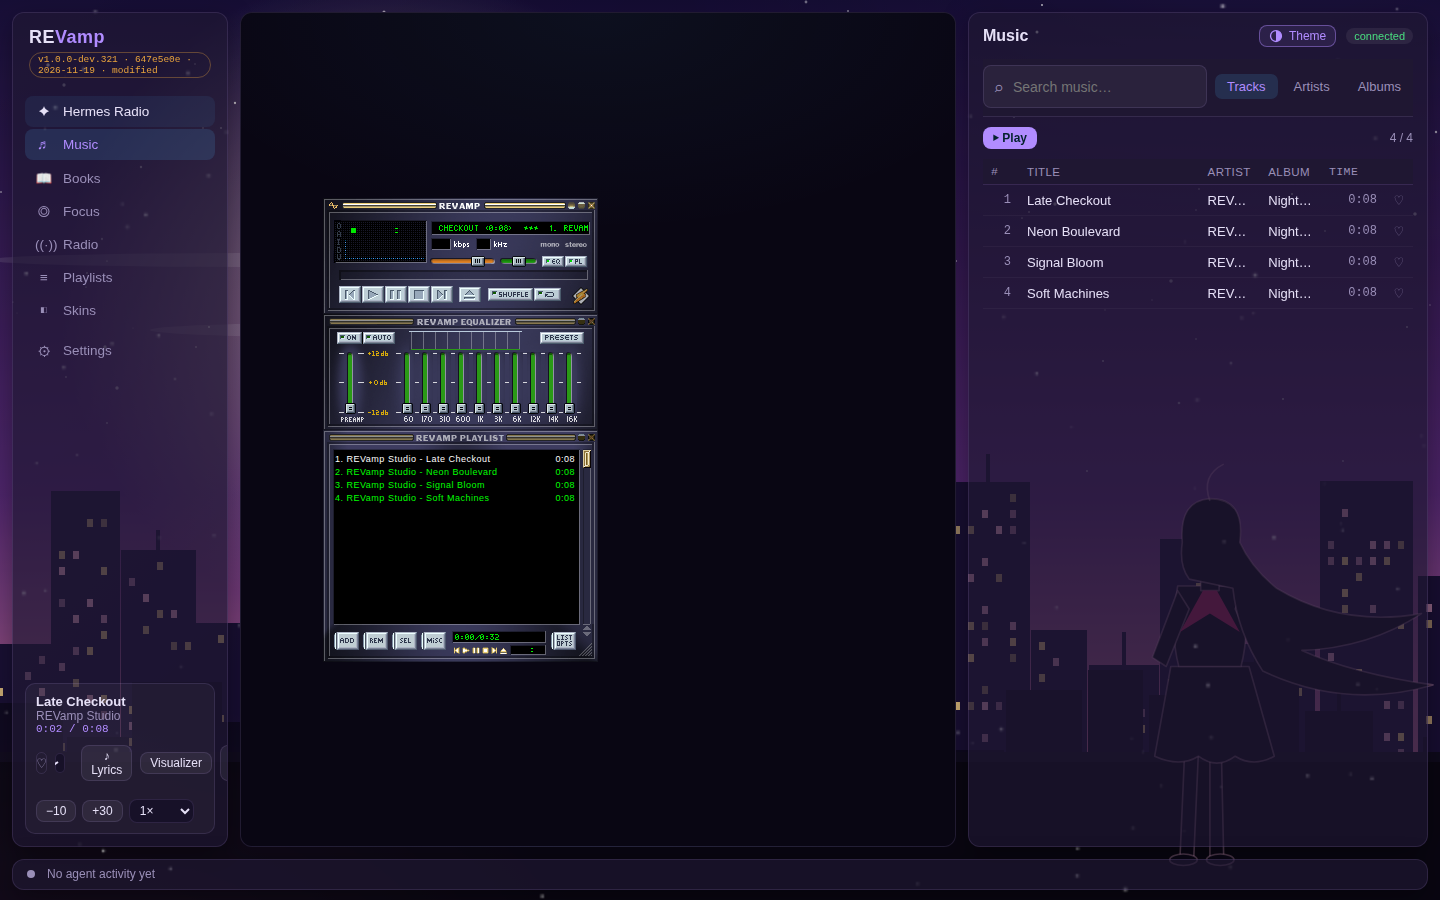 REVamp
v1.0.0-dev.321 · 647e5e0e ·
2026-11-19 · modified
Hermes Radio
Music
Books
Focus
Radio
Playlists
Skins
Settings
Late Checkout
REVamp Studio
0:02 / 0:08
♪
Lyrics
Visualizer
−10
+30
1×
REVAMP
CHECKOUT (0:08) *** 1. REVAM
kbps
kHz
mono stereo
EQ
PL
SHUFFLE
REVAMP EQUALIZER
ON
AUTO
PRESETS
+12db
+0db
-12db
PREAMP
60 170 310 600 1K 3K 6K 12K 14K 16K
REVAMP PLAYLIST
1. REVamp Studio - Late Checkout 0:08
2. REVamp Studio - Neon Boulevard 0:08
3. REVamp Studio - Signal Bloom 0:08
4. REVamp Studio - Soft Machines 0:08
ADD
REM
SEL
MISC
0:00/0:32
LIST
OPTS
Music
Theme
connected
Search music…
Tracks
Artists
Albums
Play
4 / 4
# TITLE ARTIST ALBUM TIME
1 Late Checkout REV… Night… 0:08
2 Neon Boulevard REV… Night… 0:08
3 Signal Bloom REV… Night… 0:08
4 Soft Machines REV… Night… 0:08
No agent activity yet